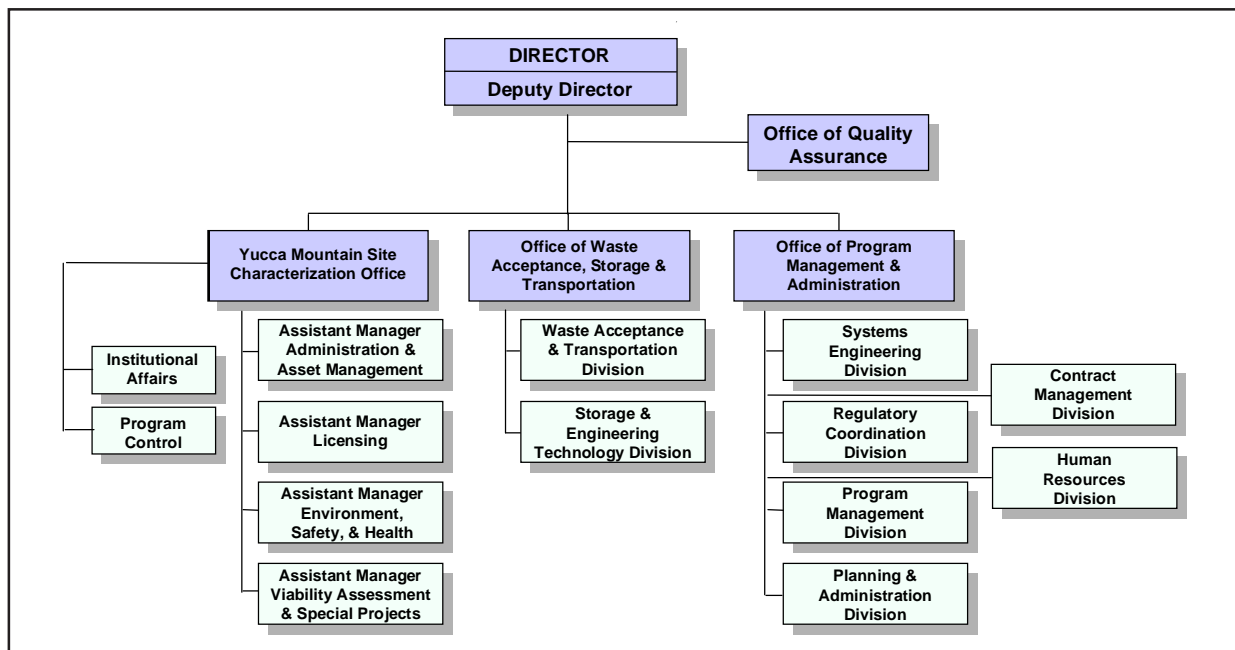 DIRECTOR
Deputy Director
Office of Quality
Assurance
Yucca Mountain Site
Characterization Office
Office of Waste
Acceptance, Storage &
Transportation
Office of Program
Management &
Administration
Institutional
Affairs
Program
Control
Assistant Manager
Administration &
Asset Management
Assistant Manager
Licensing
Assistant Manager
Environment,
Safety, & Health
Assistant Manager
Viability Assessment
& Special Projects
Waste Acceptance
& Transportation
Division
Storage &
Engineering
Technology Division
Systems
Engineering
Division
Regulatory
Coordination
Division
Program
Management
Division
Planning &
Administration
Division
Contract
Management
Division
Human
Resources
Division